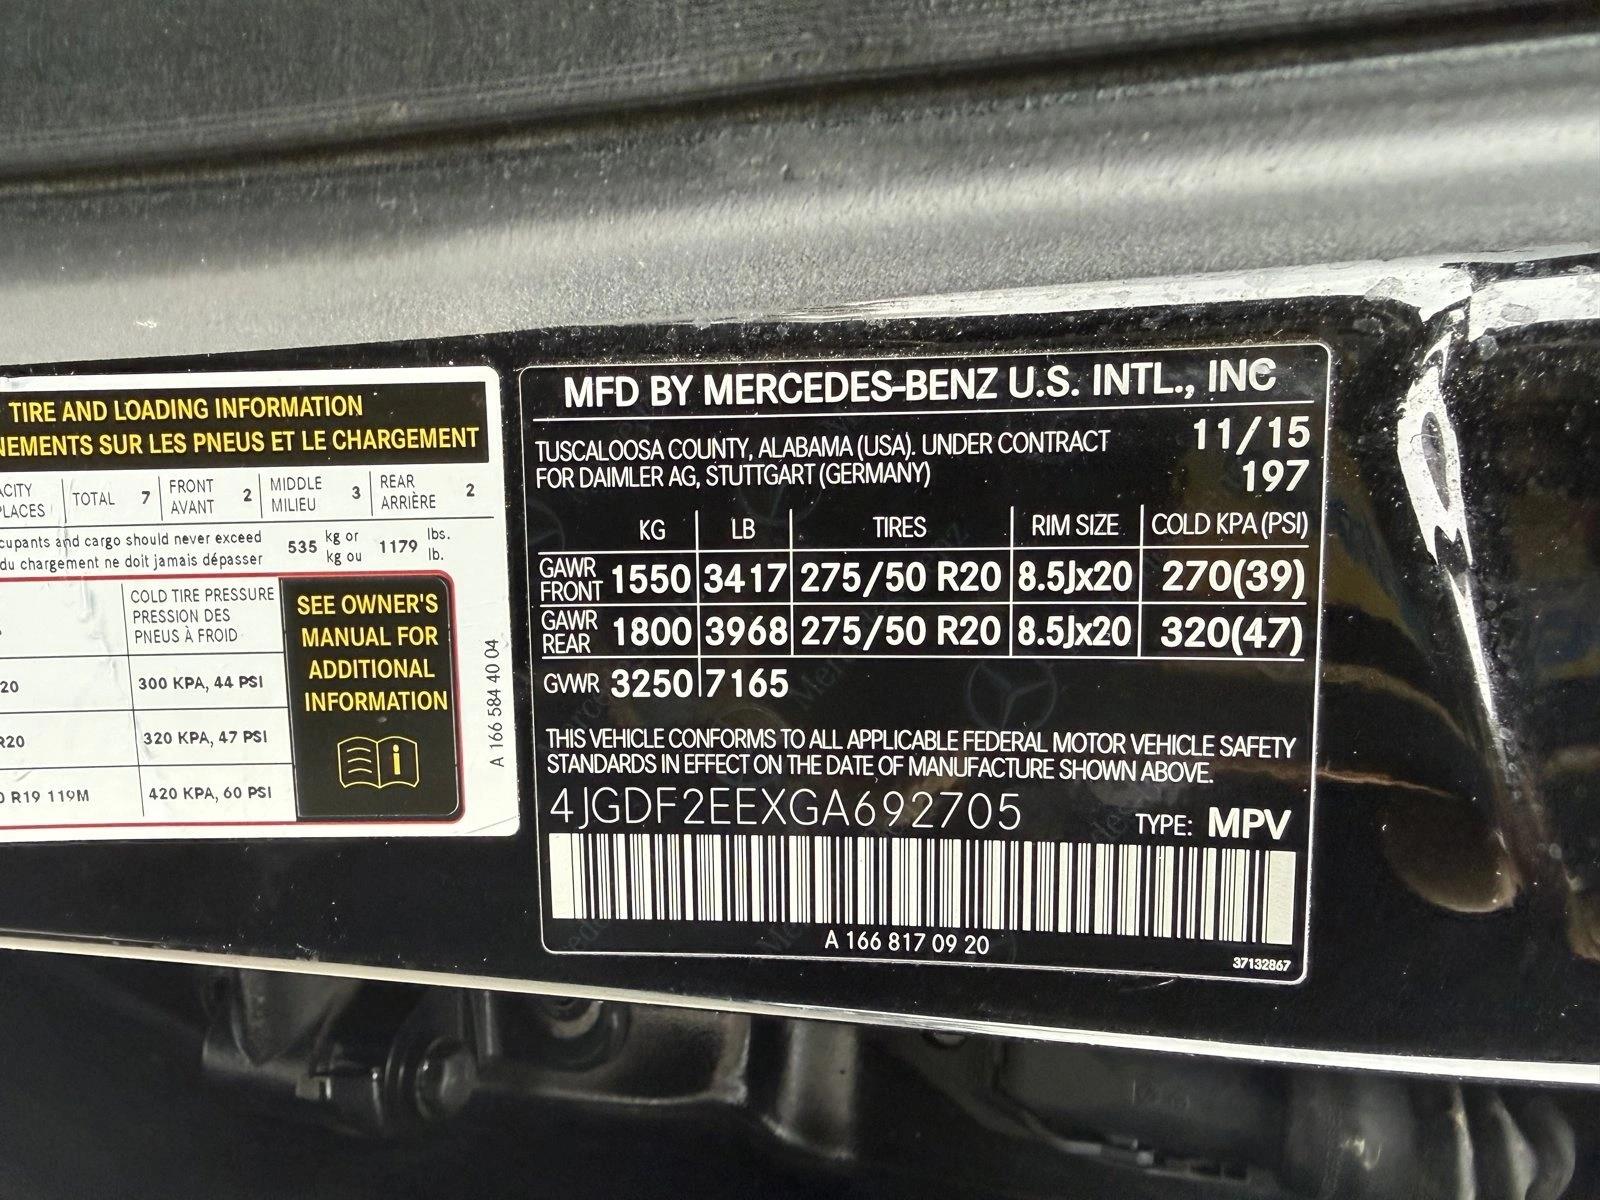 TIRE AND LOADING INFORMATION
SUR LES PNEUS ET LE CHARGEMENT
TOTAL 7 FRONT AVANT 2 MIDDLE MILIEU 3 REAR ARRIÈRE 2
and cargo should never exceed
du chargement ne doit jamais dépasser
535 kg or kg ou 1179 lbs. lb.
COLD TIRE PRESSURE
PRESSION DES
PNEUS À FROID
300 KPA, 44 PSI
320 KPA, 47 PSI
R19 119M 420 KPA, 60 PSI
SEE OWNER'S
MANUAL FOR
ADDITIONAL
INFORMATION
i
A 166 584 40 04
MFD BY MERCEDES-BENZ U.S. INTL., INC
TUSCALOOSA COUNTY, ALABAMA (USA). UNDER CONTRACT 11/15
FOR DAIMLER AG, STUTTGART (GERMANY) 197
KG LB TIRES RIM SIZE COLD KPA (PSI)
GAWR FRONT 1550 3417 275/50 R20 8.5Jx20 270(39)
GAWR REAR 1800 3968 275/50 R20 8.5Jx20 320(47)
GVWR 3250 7165
THIS VEHICLE CONFORMS TO ALL APPLICABLE FEDERAL MOTOR VEHICLE SAFETY
STANDARDS IN EFFECT ON THE DATE OF MANUFACTURE SHOWN ABOVE.
4JGDF2EEXGA692705 TYPE: MPV
A 166 817 09 20
37132867